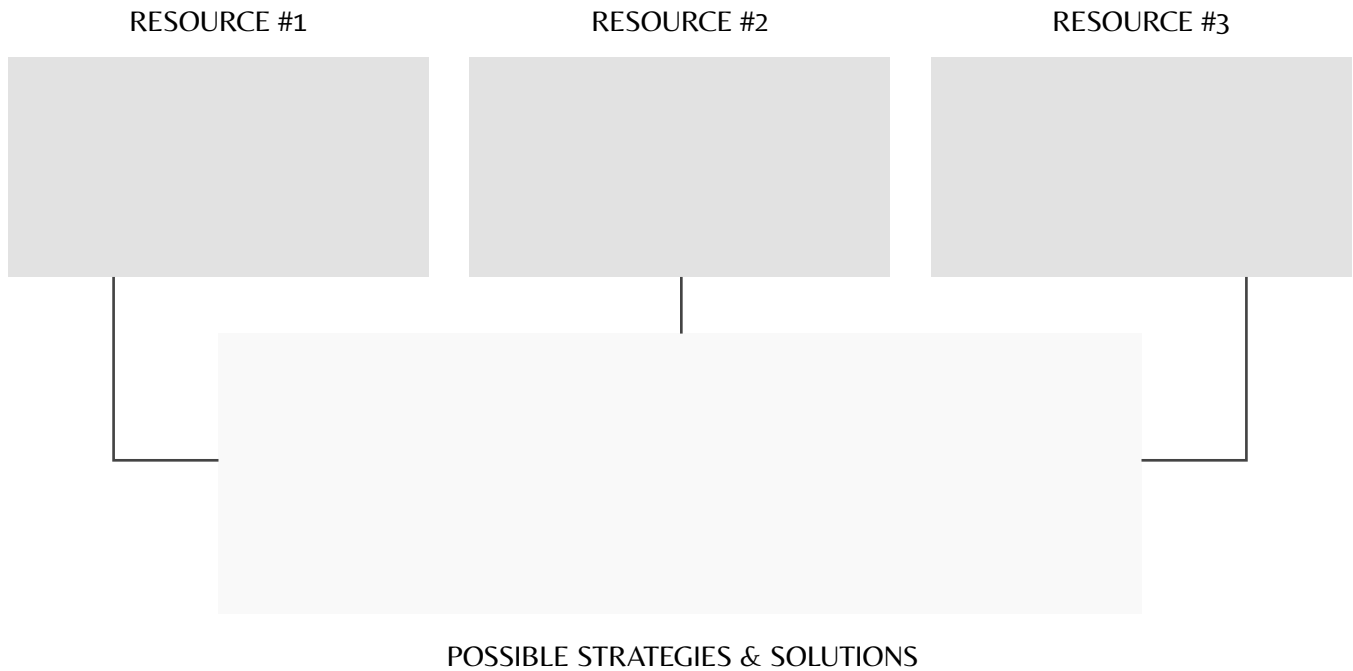 RESOURCE #1
RESOURCE #2
RESOURCE #3
POSSIBLE STRATEGIES & SOLUTIONS